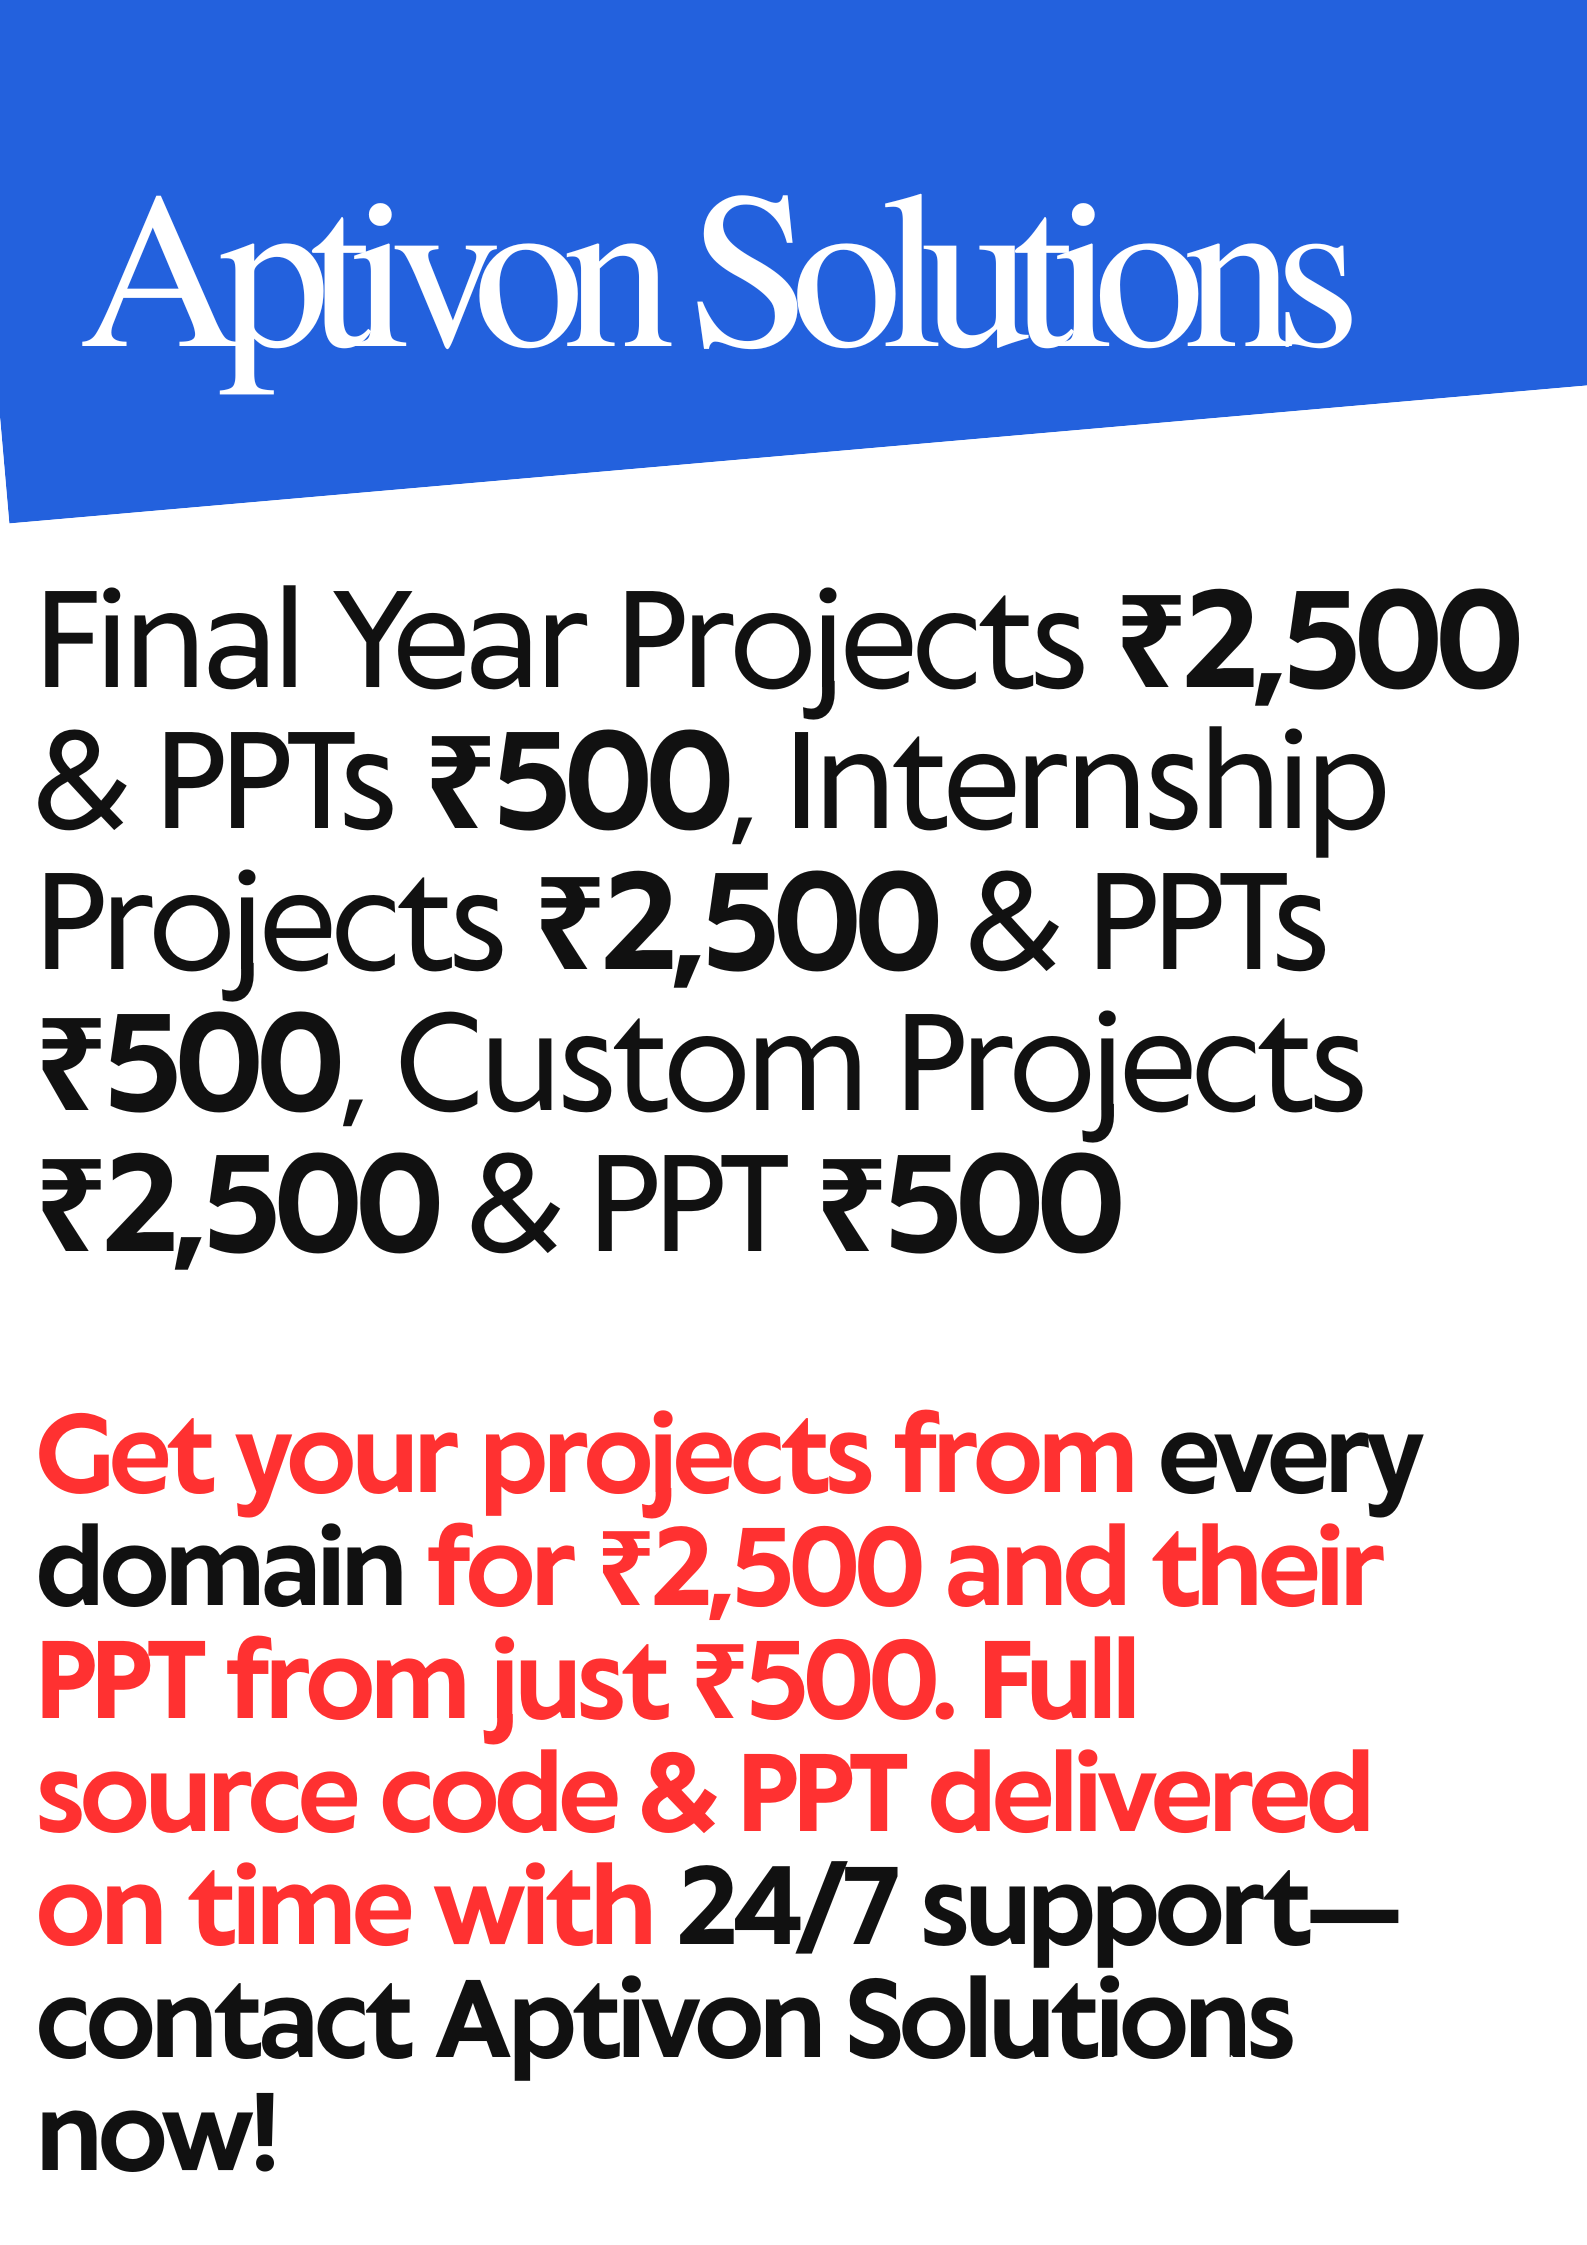 Aptivon Solutions
Final Year Projects ₹2,500
& PPTs ₹500, Internship
Projects ₹2,500 & PPTs
₹500, Custom Projects
₹2,500 & PPT ₹500
Get your projects from every
domain for ₹2,500 and their
PPT from just ₹500. Full
source code & PPT delivered
on time with 24/7 support—
contact Aptivon Solutions
now!